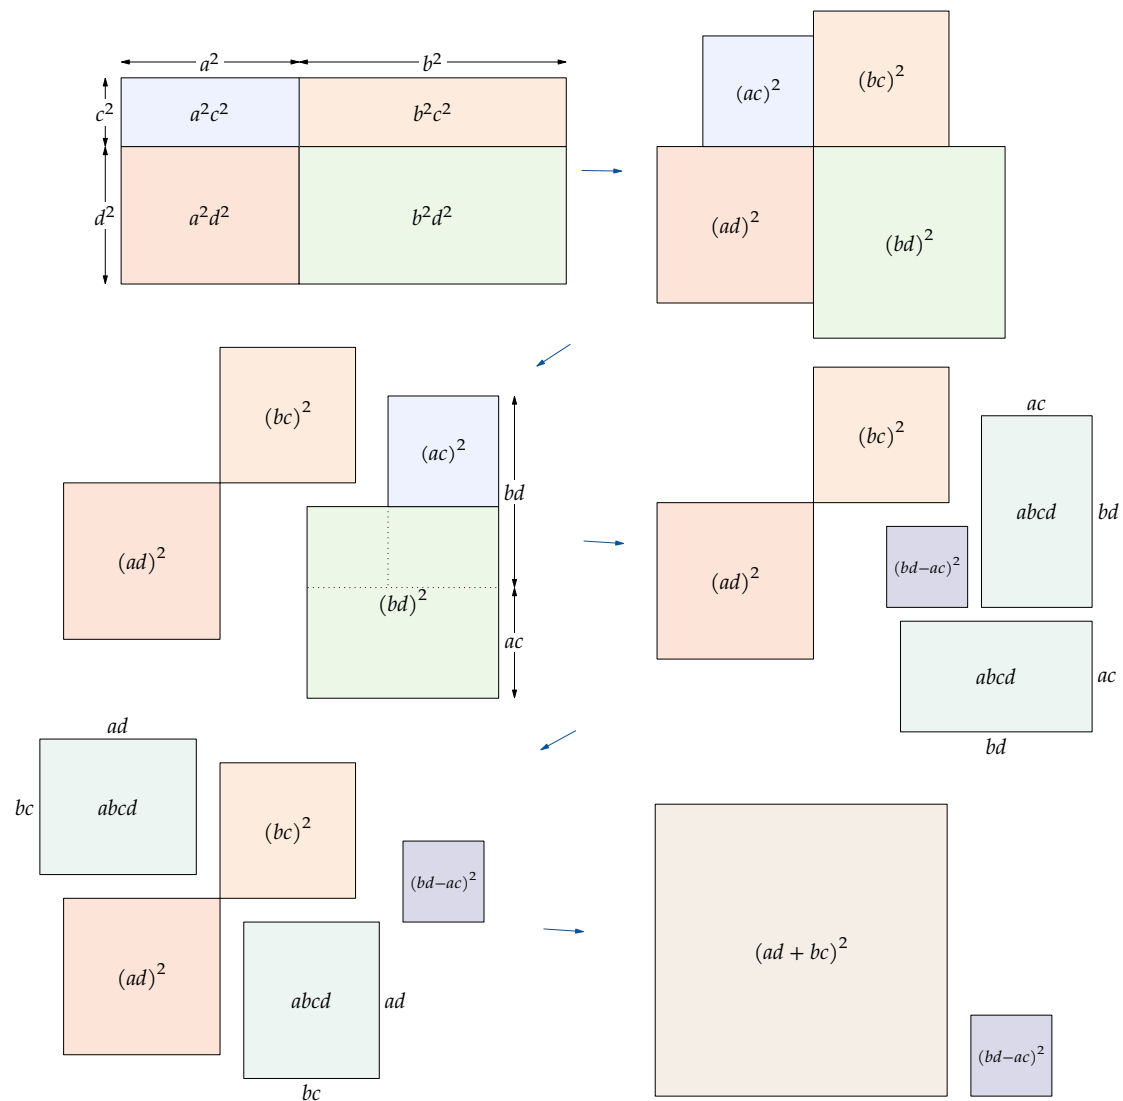 a² b²
c² a²c² b²c²
d² a²d² b²d²
(ac)² (bc)²
(ad)² (bd)²
(bc)²
(ac)²
bd
(ad)²
(bd)²
ac
ac
(bc)²
abcd bd
(bd−ac)²
(ad)²
abcd ac
bd
ad
bc abcd
(bc)²
(bd−ac)²
(ad)²
abcd ad
bc
(ad + bc)²
(bd−ac)²